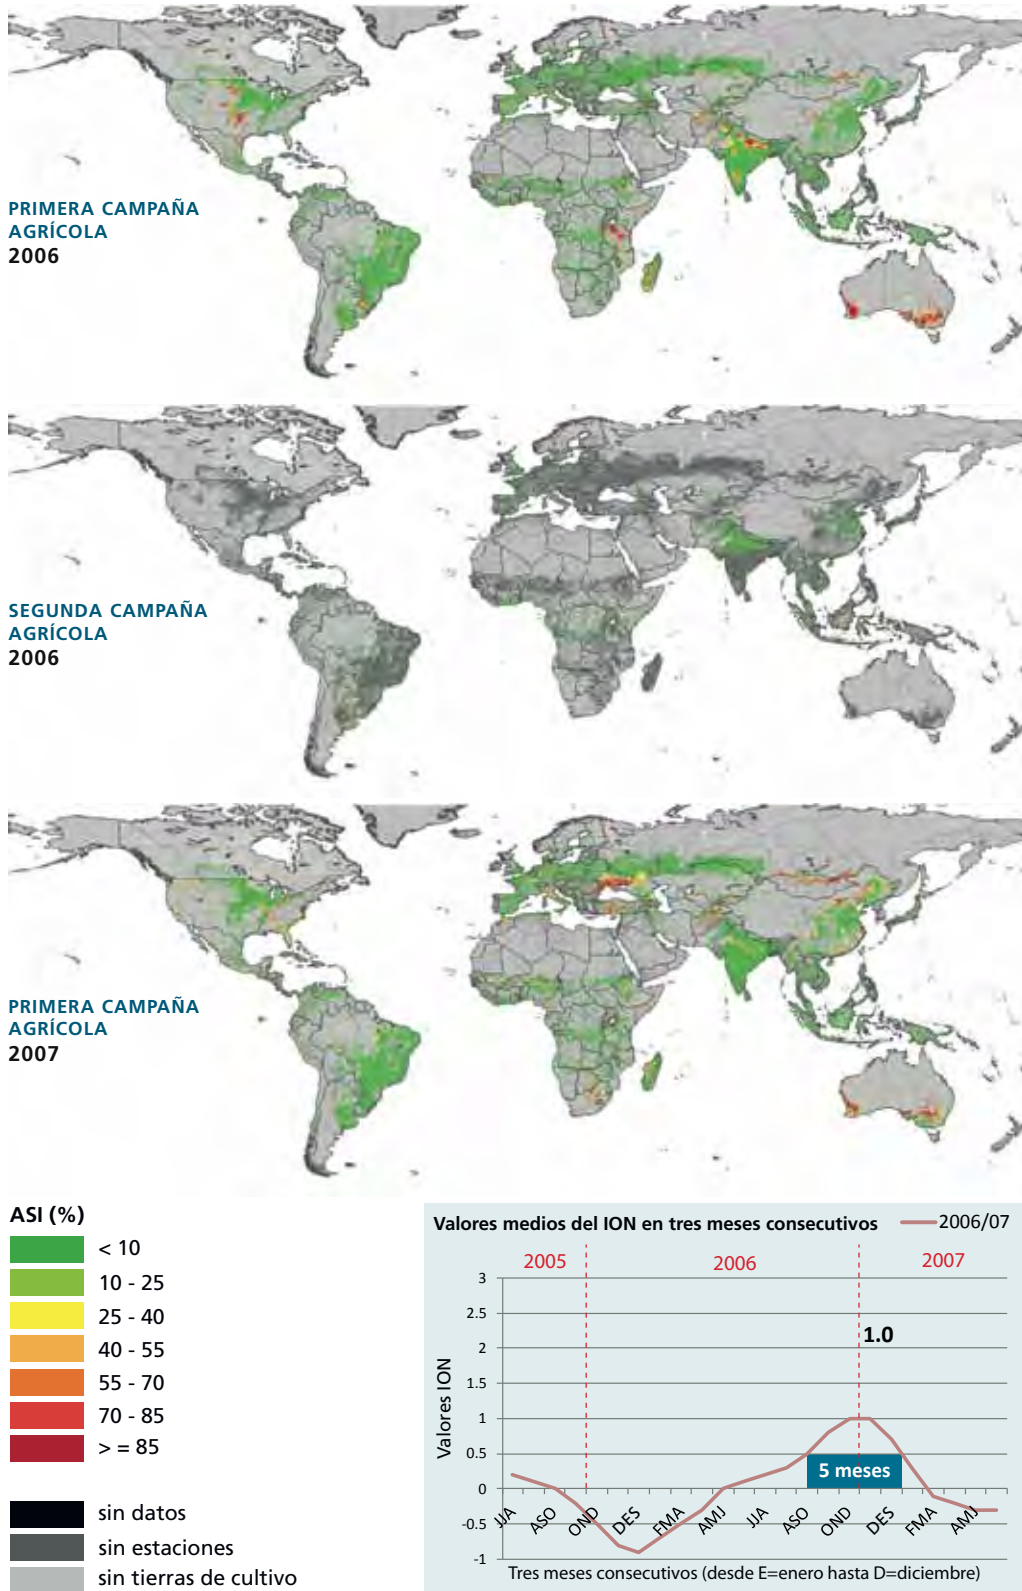 PRIMERA CAMPAÑA
AGRÍCOLA
2006
SEGUNDA CAMPAÑA
AGRÍCOLA
2006
PRIMERA CAMPAÑA
AGRÍCOLA
2007
ASI (%)
< 10
10 - 25
25 - 40
40 - 55
55 - 70
70 - 85
> = 85
sin datos
sin estaciones
sin tierras de cultivo
Valores medios del ION en tres meses consecutivos
2006/07
2005
2006
2007
3
2.5
2
1.5
1
0.5
0
-0.5
-1
Valores ION
1.0
5 meses
JJA
ASO
OND
DES
FMA
AMJ
JJA
ASO
OND
DES
FMA
AMJ
Tres meses consecutivos (desde E=enero hasta D=diciembre)